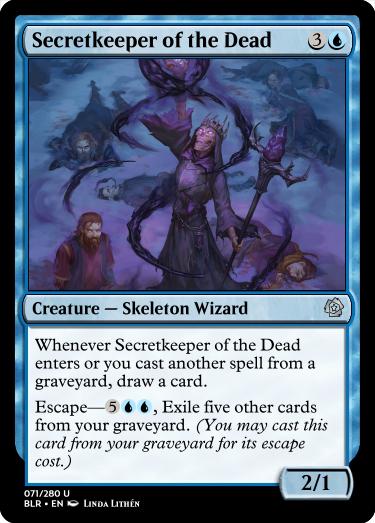 Secretkeeper of the Dead 3
Creature — Skeleton Wizard
Whenever Secretkeeper of the Dead
enters or you cast another spell from a
graveyard, draw a card.
Escape—5, Exile five other cards
from your graveyard. (You may cast this
card from your graveyard for its escape
cost.)
2/1
071/280 U
BLR • EN Linda Lithén